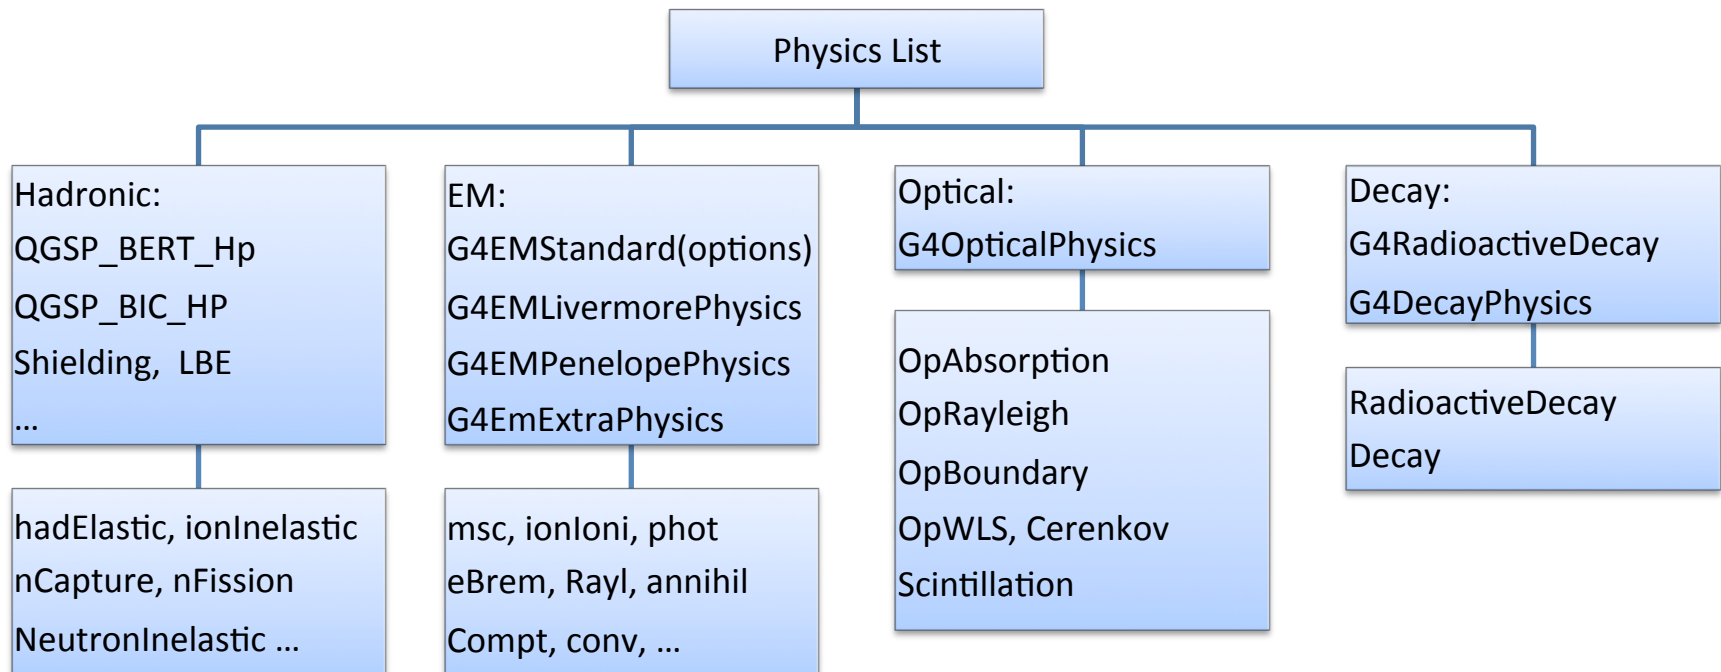 Physics List
Hadronic:
QGSP_BERT_Hp
QGSP_BIC_HP
Shielding, LBE
...
hadElastic, ionInelastic
nCapture, nFission
NeutronInelastic ...
EM:
G4EMStandard(options)
G4EMLivermorePhysics
G4EMPenelopePhysics
G4EmExtraPhysics
msc, ionIoni, phot
eBrem, Rayl, annihil
Compt, conv, ...
Optical:
G4OpticalPhysics
OpAbsorption
OpRayleigh
OpBoundary
OpWLS, Cerenkov
Scintillation
Decay:
G4RadioactiveDecay
G4DecayPhysics
RadioactiveDecay
Decay